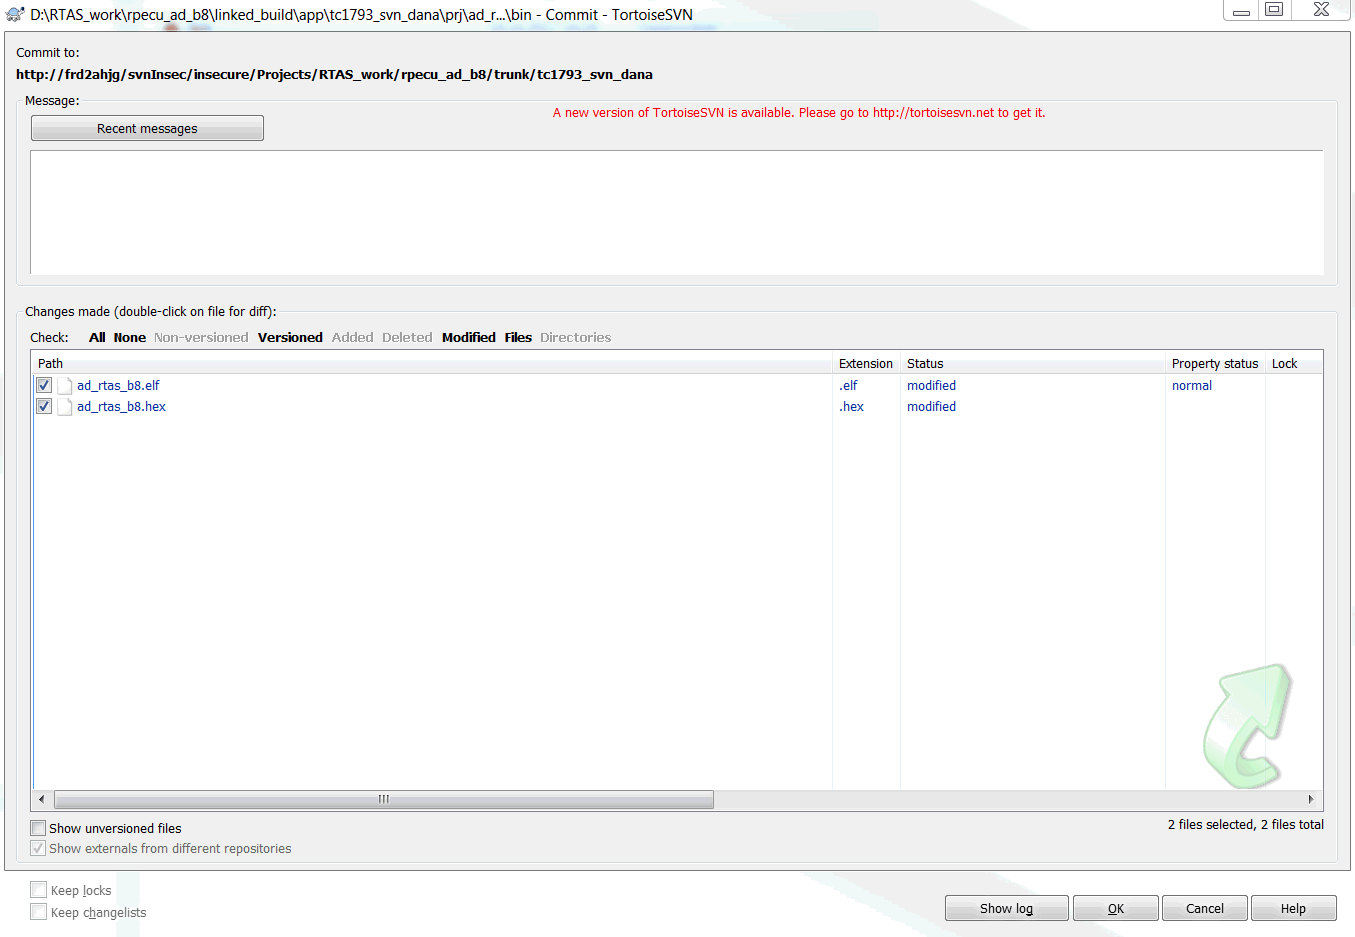 D:\RTAS_work\rpecu_ad_b8\linked_build\app\tc1793_svn_dana\prj\ad_r...\bin - Commit - TortoiseSVN
Commit to:
http://frd2ahjg/svnInsec/insecure/Projects/RTAS_work/rpecu_ad_b8/trunk/tc1793_svn_dana
Message:
A new version of TortoiseSVN is available. Please go to http://tortoisesvn.net to get it.
Recent messages
Changes made (double-click on file for diff):
Check: All None Non-versioned Versioned Added Deleted Modified Files Directories
Path Extension Status Property status Lock
ad_rtas_b8.elf .elf modified normal
ad_rtas_b8.hex .hex modified
Show unversioned files
2 files selected, 2 files total
Show externals from different repositories
Keep locks
Keep changelists
Show log OK Cancel Help